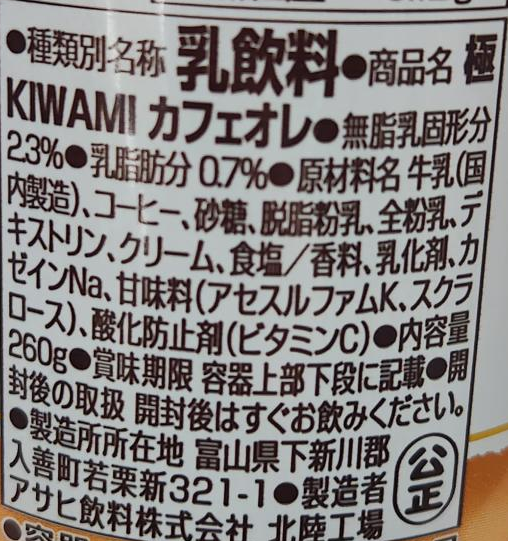 ●種類別名称 乳飲料●商品名 極
KIWAMI カフェオレ●無脂乳固形分
2.3%●乳脂肪分 0.7%●原材料名 牛乳(国
内製造)、コーヒー、砂糖、脱脂粉乳、全粉乳、デ
キストリン、クリーム、食塩/香料、乳化剤、カ
ゼインNa、甘味料(アセスルファムK、スクラ
ロース)、酸化防止剤(ビタミンC)●内容量
260g●賞味期限 容器上部下段に記載●開
封後の取扱 開封後はすぐお飲みください。
●製造所所在地 富山県下新川郡
入善町若栗新321-1●製造者
アサヒ飲料株式会社 北陸工場
公正